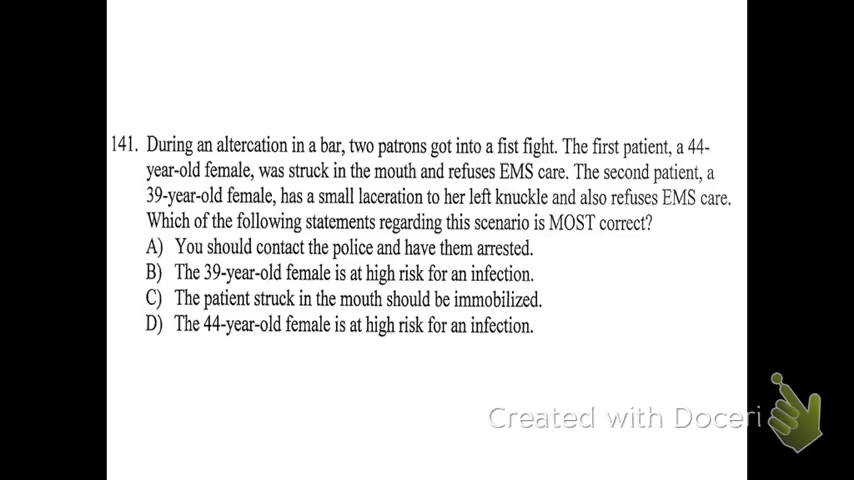 141. During an altercation in a bar, two patrons got into a fist fight. The first patient, a 44-
year-old female, was struck in the mouth and refuses EMS care. The second patient, a
39-year-old female, has a small laceration to her left knuckle and also refuses EMS care.
Which of the following statements regarding this scenario is MOST correct?
A) You should contact the police and have them arrested.
B) The 39-year-old female is at high risk for an infection.
C) The patient struck in the mouth should be immobilized.
D) The 44-year-old female is at high risk for an infection.
Created with Doceri